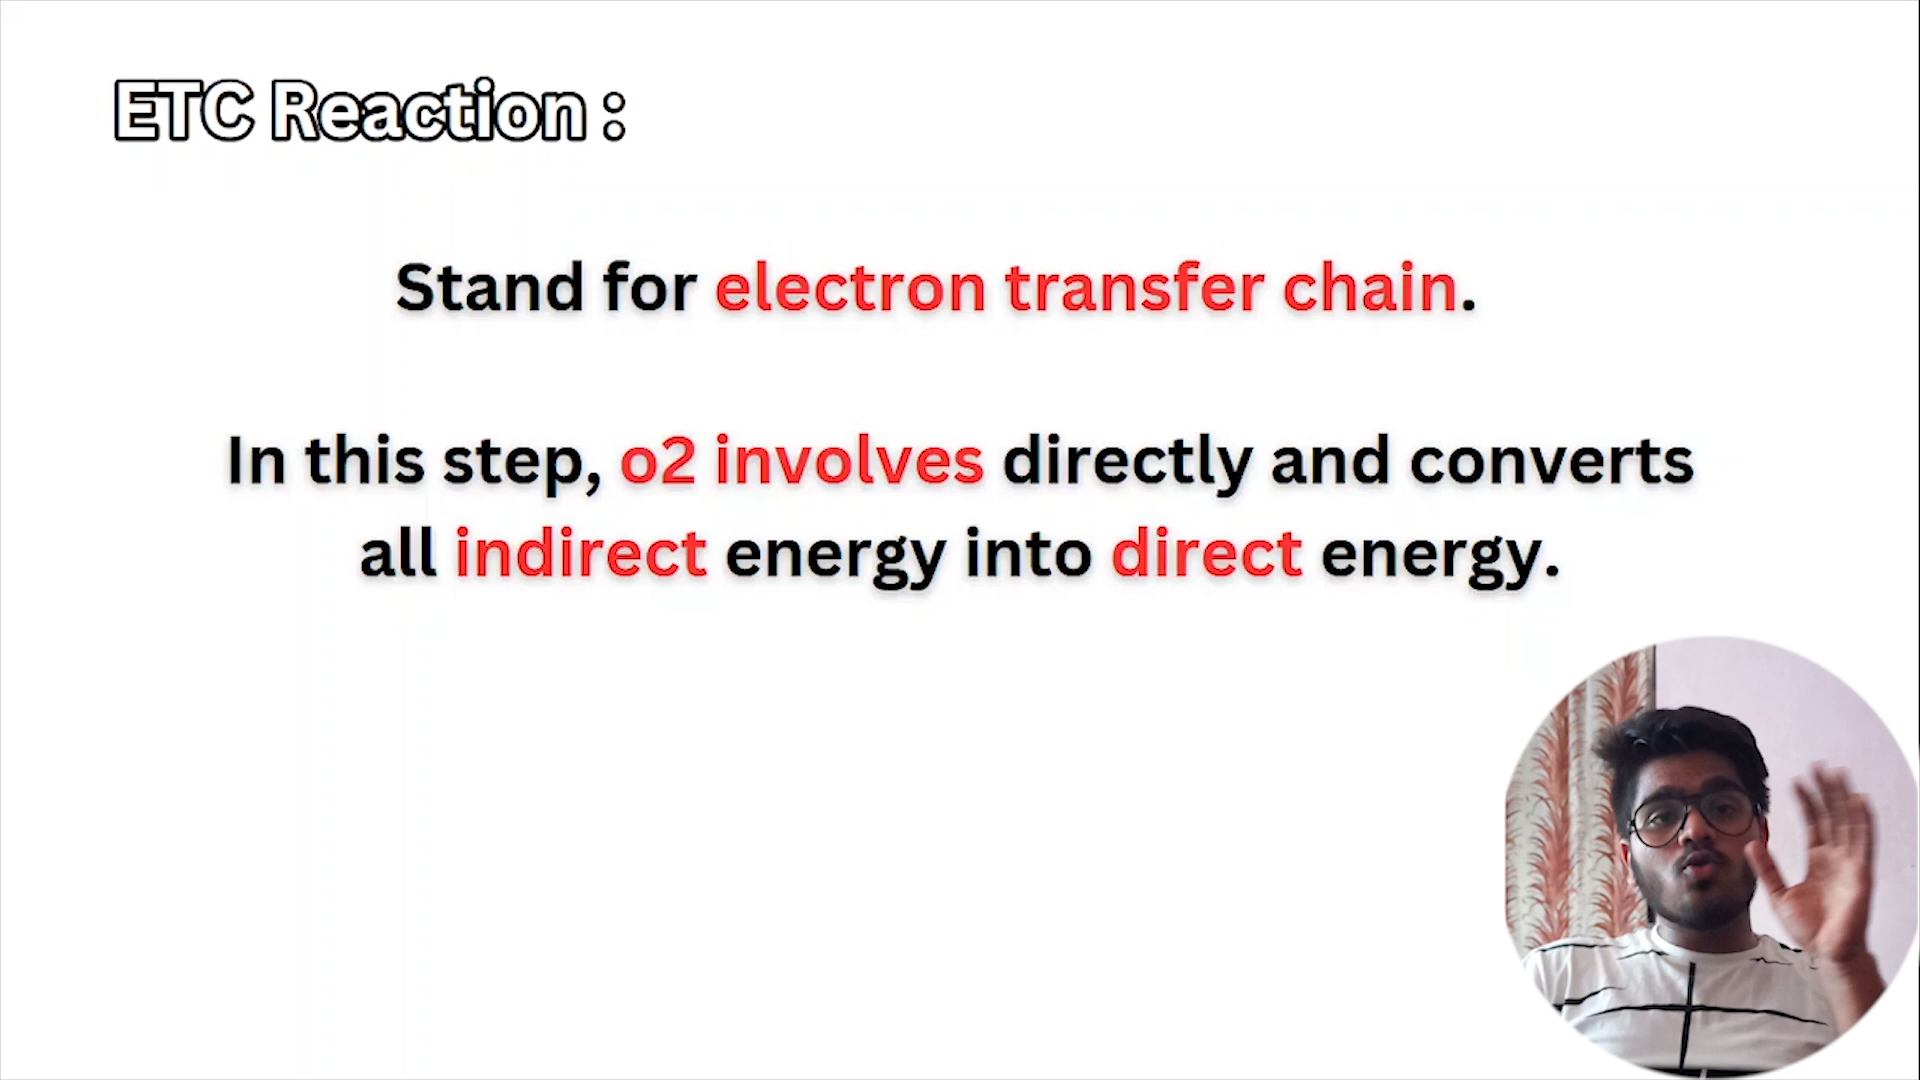 ETC Reaction :
Stand for electron transfer chain.
In this step, o2 involves directly and converts
all indirect energy into direct energy.